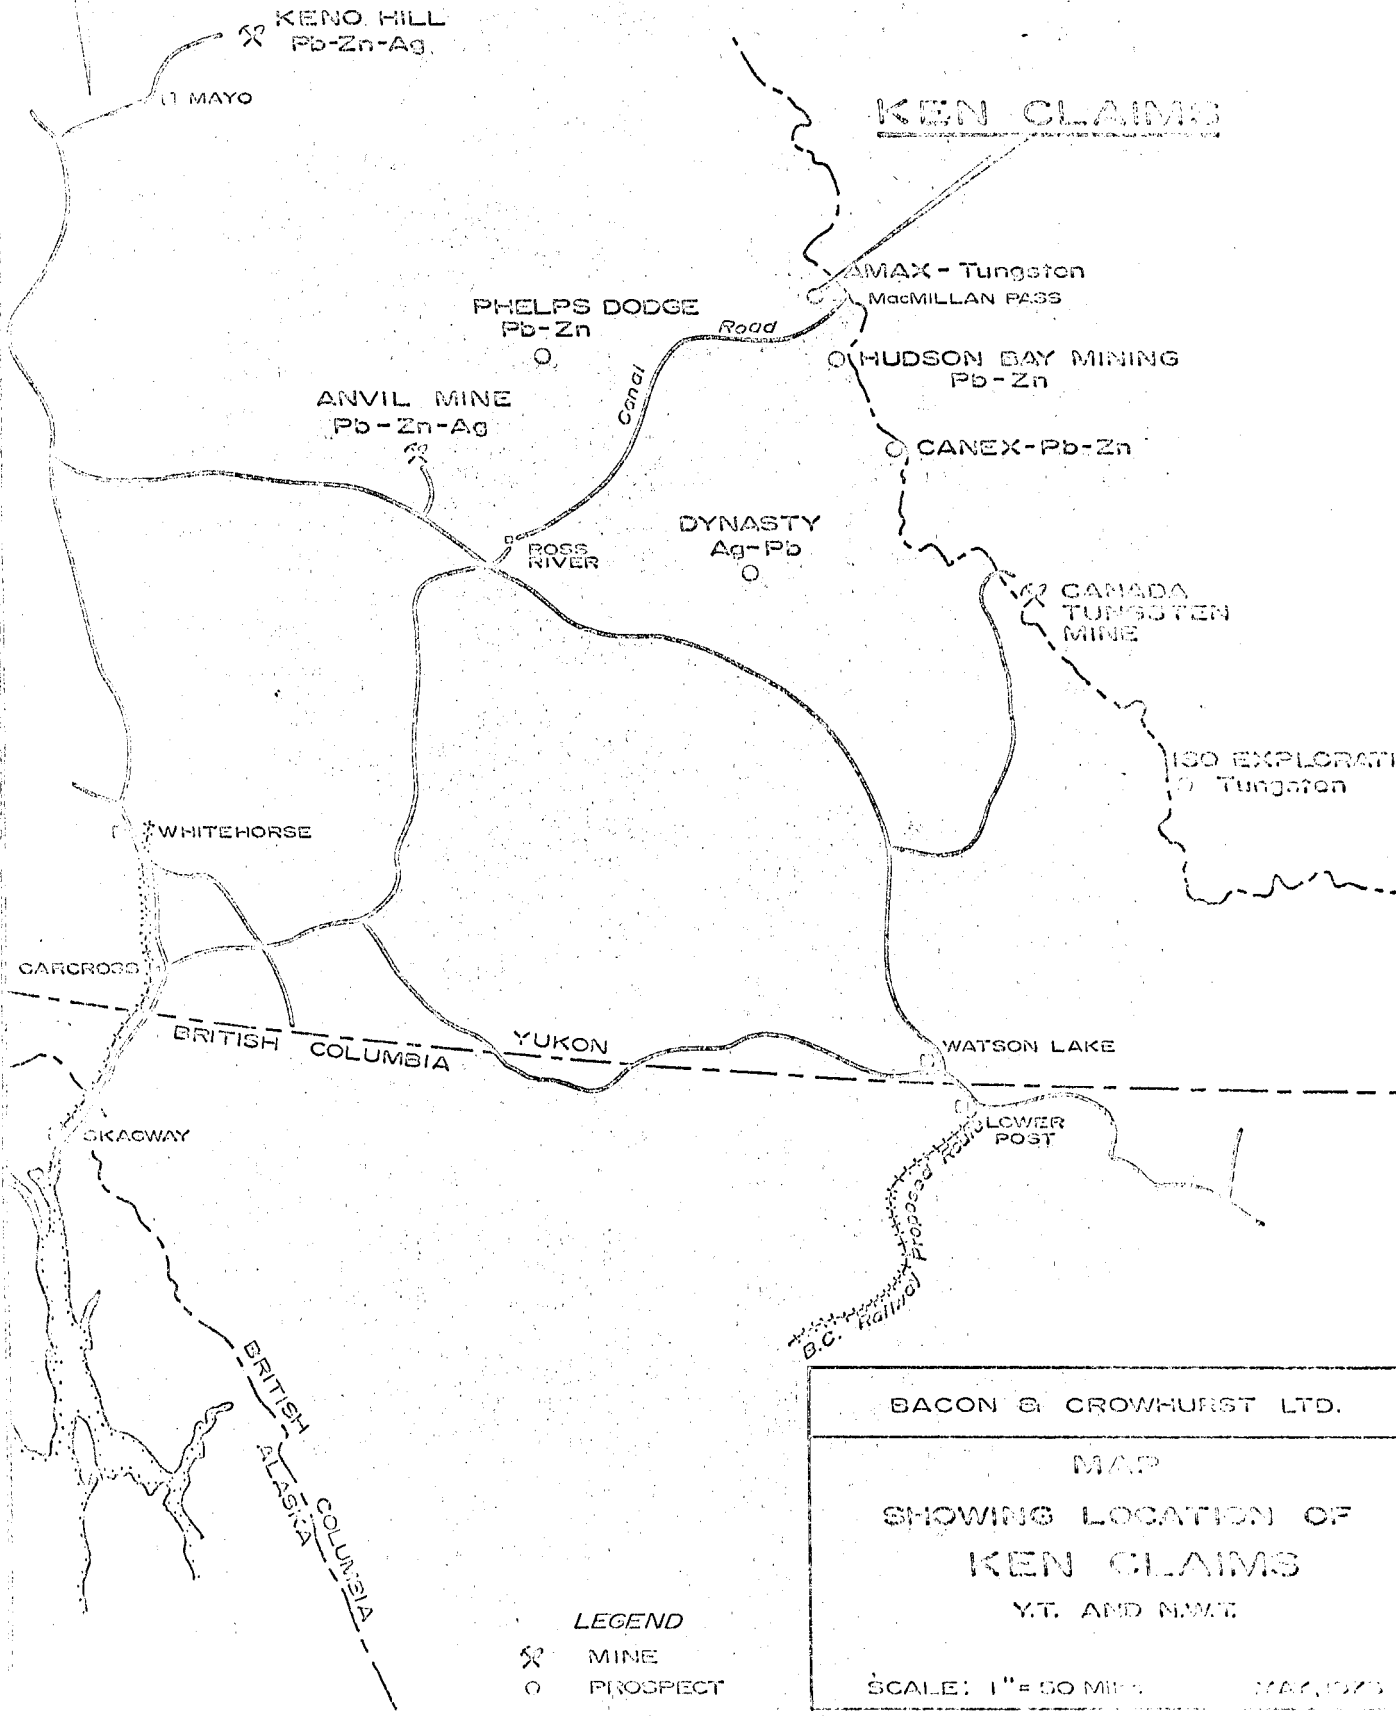 KENO HILL
Pb-Zn-Ag
MAYO
KEN CLAIMS
AMAX - Tungsten
MacMILLAN PASS
PHELPS DODGE
Pb-Zn
Road
Canal
HUDSON BAY MINING
Pb-Zn
ANVIL MINE
Pb-Zn-Ag
CANEX-Pb-Zn
DYNASTY
Ag-Pb
ROSS
RIVER
CANADA
TUNGSTEN
MINE
EXPLORATI
Tungsten
WHITEHORSE
CARCROSS
BRITISH COLUMBIA
YUKON
WATSON LAKE
LOWER
POST
SKAGWAY
B.C. Railway Proposed Route
BRITISH COLUMBIA
ALASKA
BACON & CROWHURST LTD.
MAP
SHOWING LOCATION OF
KEN CLAIMS
Y.T. AND N.W.T.
LEGEND
MINE
PROSPECT
SCALE: 1" =
MAY,